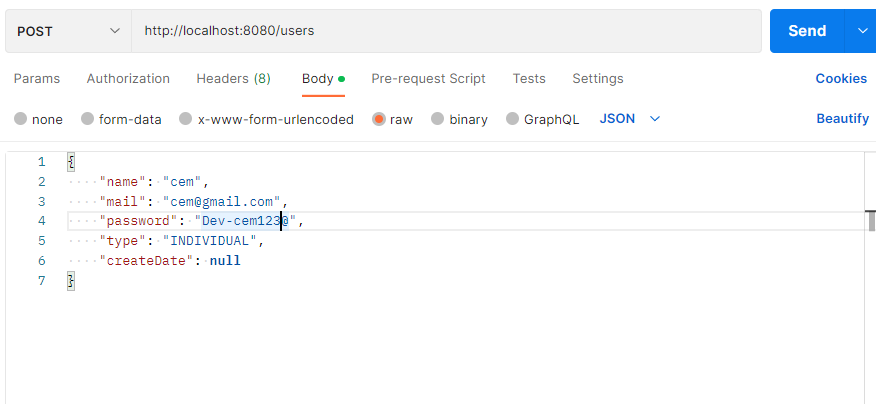 POST http://localhost:8080/users Send
Params Authorization Headers (8) Body Pre-request Script Tests Settings Cookies
none form-data x-www-form-urlencoded raw binary GraphQL JSON Beautify
1 {
2 "name": "cem",
3 "mail": "cem@gmail.com",
4 "password": "Dev-cem123@",
5 "type": "INDIVIDUAL",
6 "createDate": null
7 }